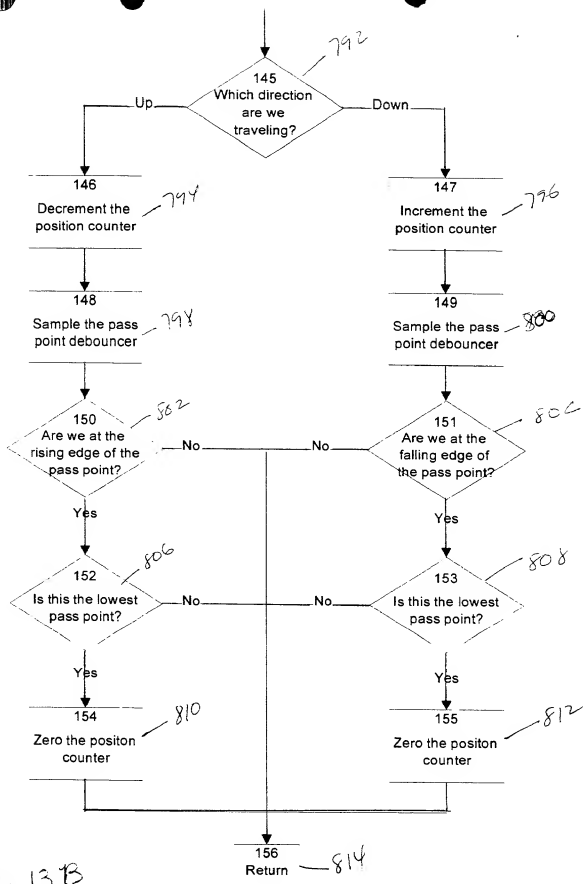 792
145
Which direction
are we
traveling?
Up
Down
146
Decrement the
position counter
794
147
Increment the
position counter
796
148
Sample the pass
point debouncer
798
149
Sample the pass
point debouncer
800
150
Are we at the
rising edge of the
pass point?
802
No
No
151
Are we at the
falling edge of
the pass point?
804
Yes
Yes
152
Is this the lowest
pass point?
806
No
No
153
Is this the lowest
pass point?
808
Yes
Yes
154
Zero the positon
counter
810
155
Zero the positon
counter
812
156
Return
814
13B